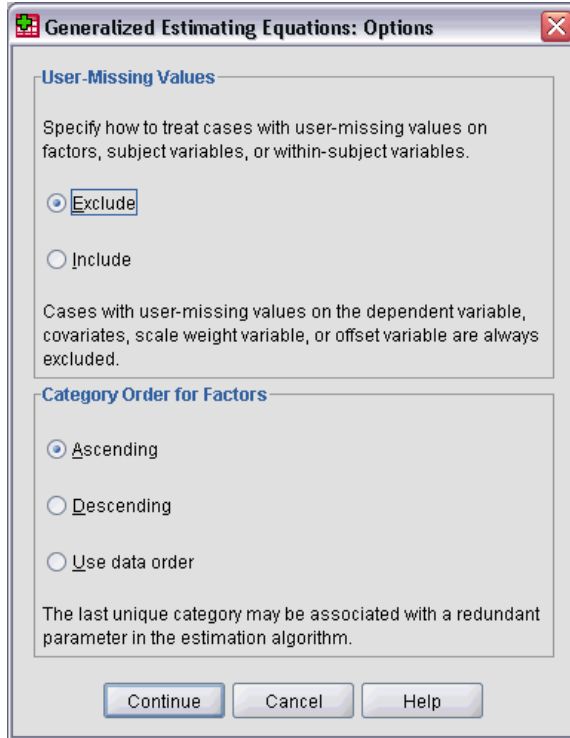 Generalized Estimating Equations: Options
User-Missing Values
Specify how to treat cases with user-missing values on
factors, subject variables, or within-subject variables.
Exclude
Include
Cases with user-missing values on the dependent variable,
covariates, scale weight variable, or offset variable are always
excluded.
Category Order for Factors
Ascending
Descending
Use data order
The last unique category may be associated with a redundant
parameter in the estimation algorithm.
Continue Cancel Help